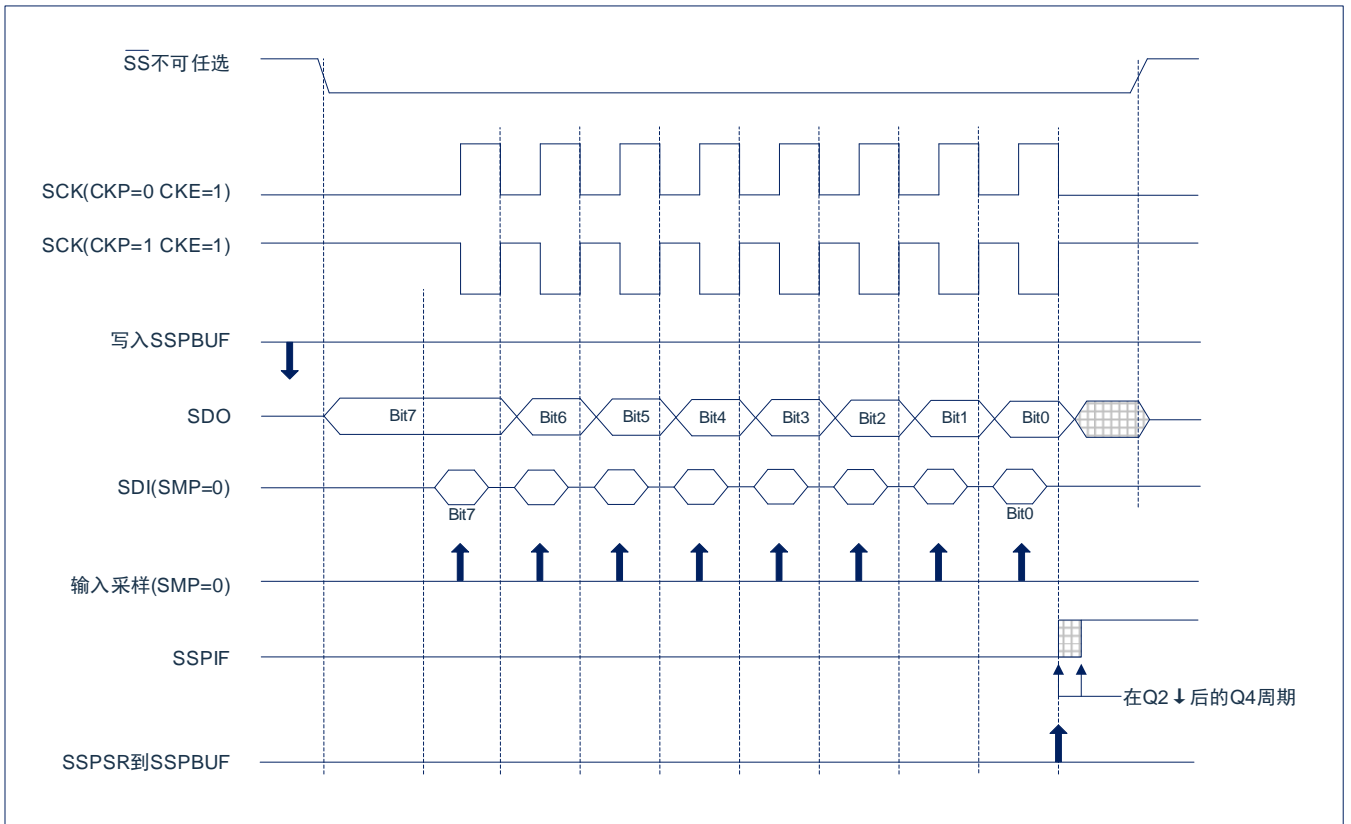 SS不可任选
SCK(CKP=0 CKE=1)
SCK(CKP=1 CKE=1)
写入SSPBUF
SDO
Bit7
Bit6
Bit5
Bit4
Bit3
Bit2
Bit1
Bit0
SDI(SMP=0)
Bit7
Bit0
输入采样(SMP=0)
SSPIF
在Q2↓后的Q4周期
SSPSR到SSPBUF